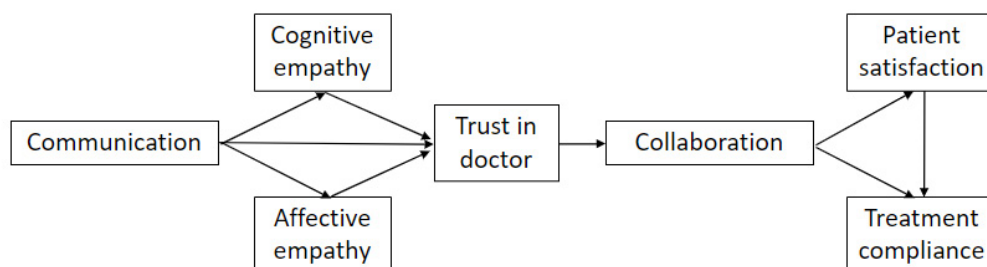 Cognitive
empathy
Patient
satisfaction
Communication
Trust in
doctor
Collaboration
Affective
empathy
Treatment
compliance